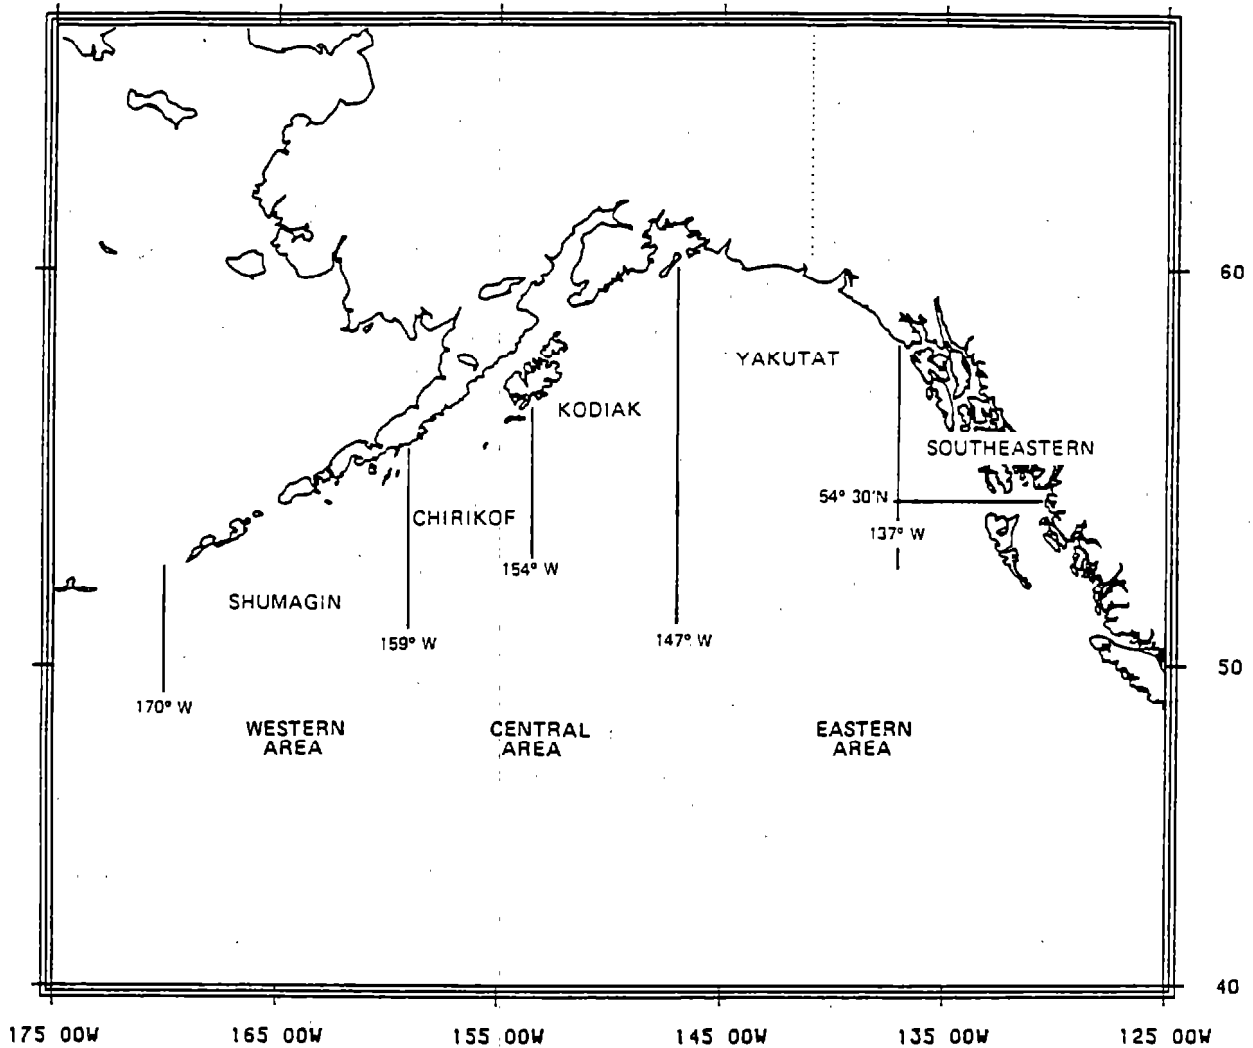 60
YAKUTAT
KODIAK
SOUTHEASTERN
54° 30'N
CHIRIKOF
137° W
154° W
SHUMAGIN
159° W
147° W
50
170° W
WESTERN
AREA
CENTRAL
AREA
EASTERN
AREA
40
175 00W
165 00W
155 00W
145 00W
135 00W
125 00W